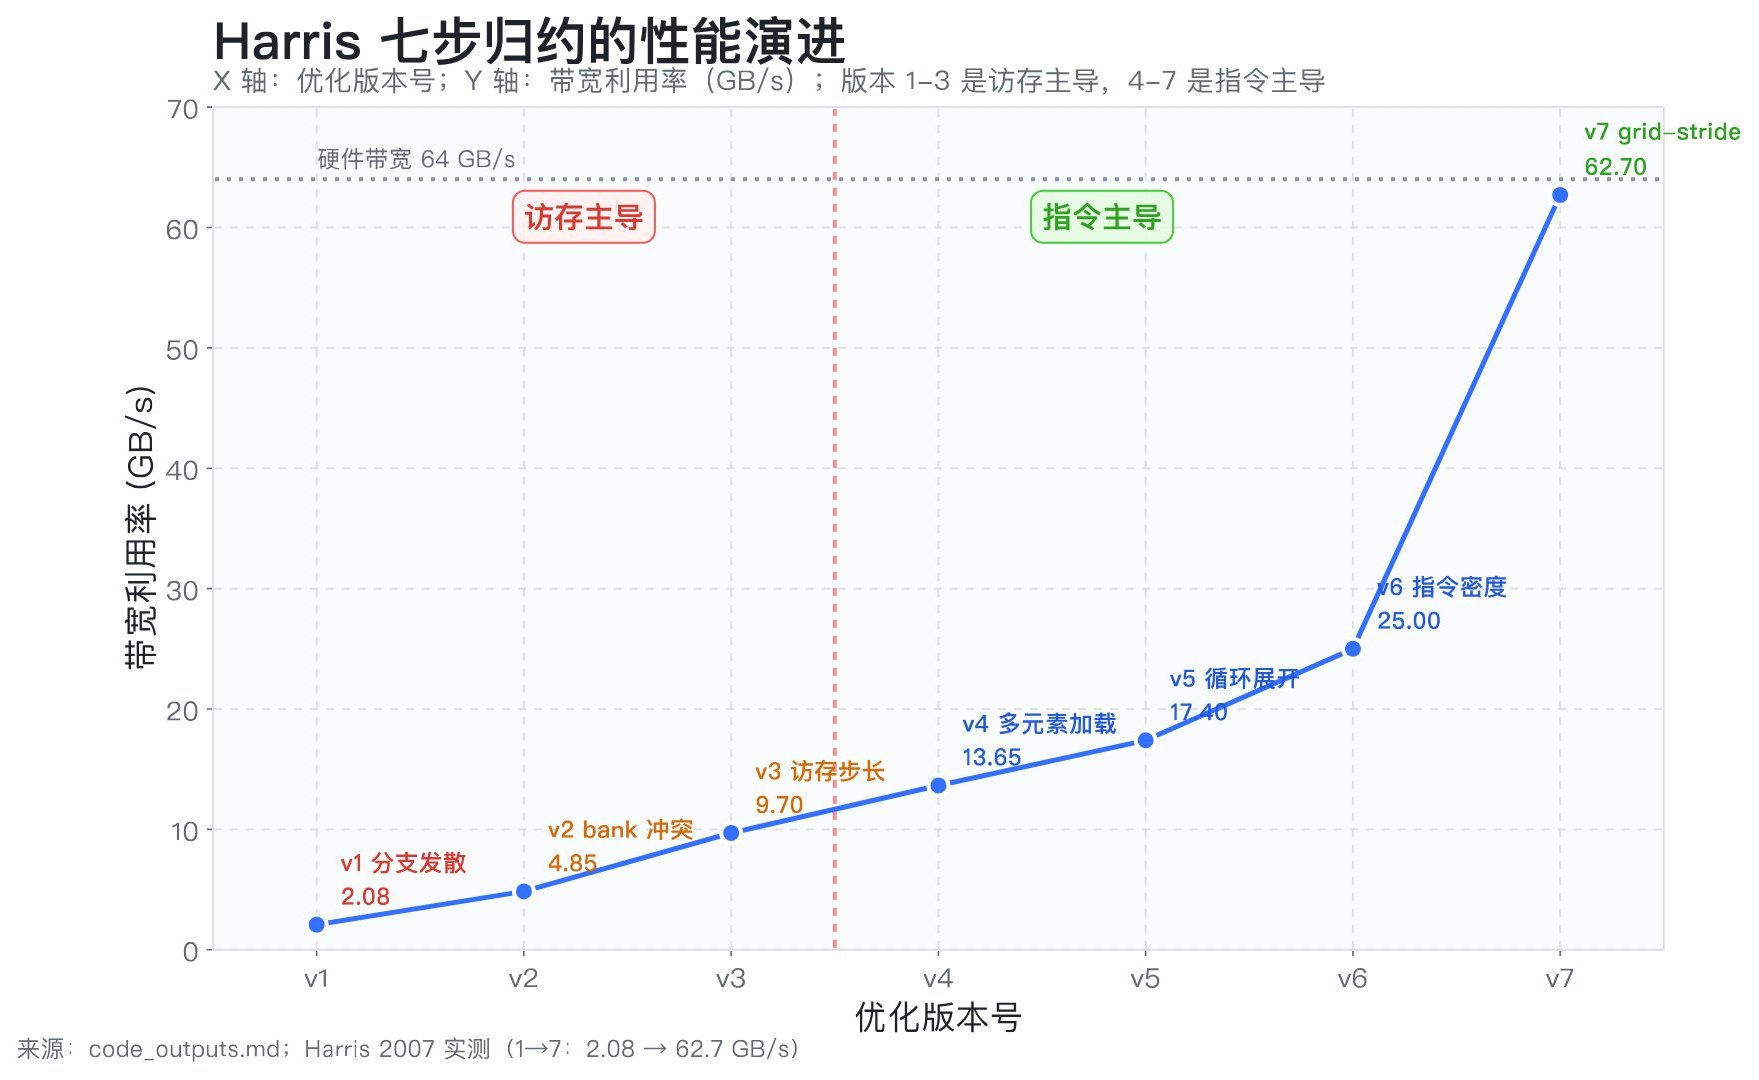 Harris 七步归约的性能演进
X 轴：优化版本号；Y 轴：带宽利用率（GB/s）；版本 1–3 是访存主导，4–7 是指令主导
70
60
50
40
30
20
10
0
带宽利用率 (GB/s)
硬件带宽 64 GB/s
访存主导
指令主导
v7 grid–stride
62.70
v6 指令密度
25.00
v5 循环展开
17.40
v4 多元素加载
13.65
v3 访存步长
9.70
v2 bank 冲突
4.85
v1 分支发散
2.08
v1 v2 v3 v4 v5 v6 v7
优化版本号
来源：code_outputs.md；Harris 2007 实测（1→7：2.08 → 62.7 GB/s）